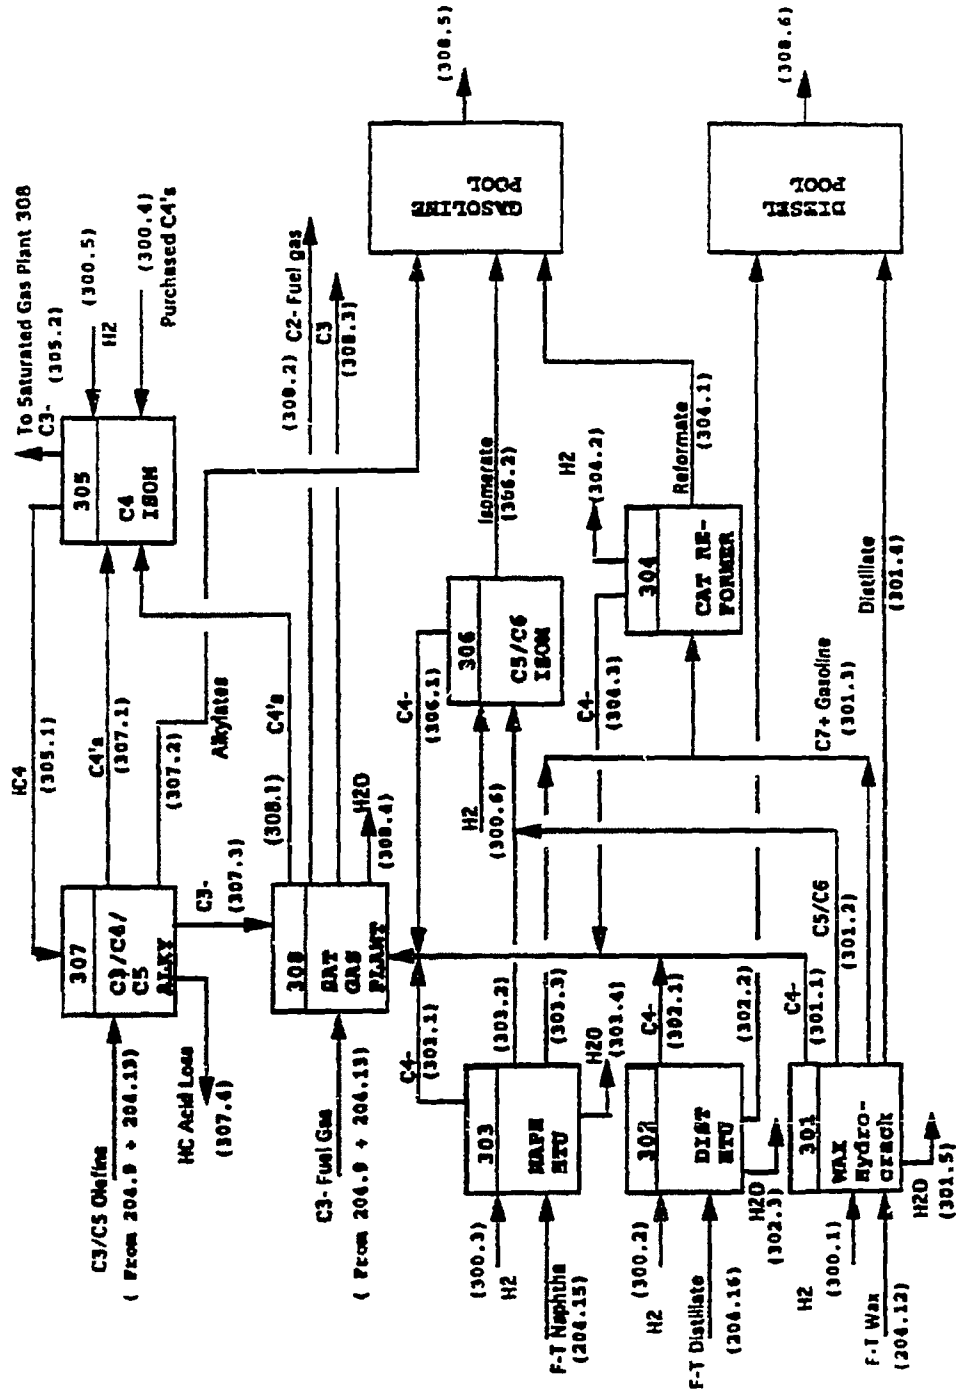 C3/C5 Olefins
( From 204.9 + 204.13)
307
C3/C4/
C5
ALKY
HC Acid Loss
(307.4)
IC4
(305.1)
C4's
(307.1)
(307.2)
Alkylates
C3-
(307.3)
305
C4
ISOM
To Saturated Gas Plant 308
C3-
(305.2)
(300.5)
H2
(300.4)
Purchased C4's
C3- Fuel Gas
( From 204.9 + 204.13)
308
SAT
GAS
PLANT
(308.1)
C4's
H2O
(308.4)
(308.2)
C2- Fuel gas
C3
(308.3)
GASOLINE
POOL
(308.5)
(300.3)
H2
F-T Naphtha
(204.15)
303
NAPH
HTU
C4-
(303.1)
(303.2)
(303.3)
H2O
(303.4)
C4-
(306.1)
H2
(300.6)
306
C5/C6
ISOM
Isomerate
(306.2)
(300.2)
H2
F-T Distillate
(204.16)
302
DIST
HTU
C4-
(302.1)
(302.2)
H2O
(302.3)
C4-
(304.3)
304
CAT RE-
FORMER
H2
(304.2)
Reformate
(304.1)
DIESEL
POOL
(308.6)
(300.1)
H2
F-T Wax
(204.12)
301
WAX
Hydro-
crack
H2O
(301.5)
C4-
(301.1)
C5/C6
(301.2)
C7+ Gasoline
(301.3)
Distillate
(301.4)